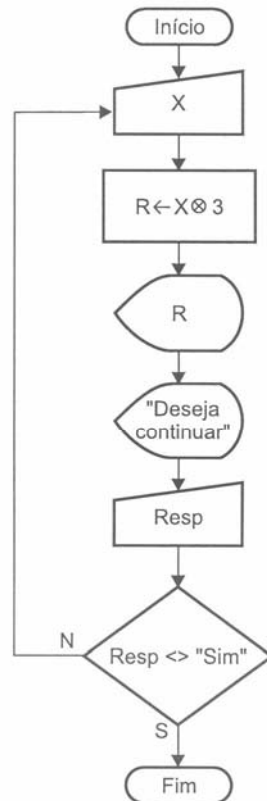 Início
X
R←X⊗3
R
"Deseja
continuar"
Resp
Resp <> "Sim"
N
S
Fim